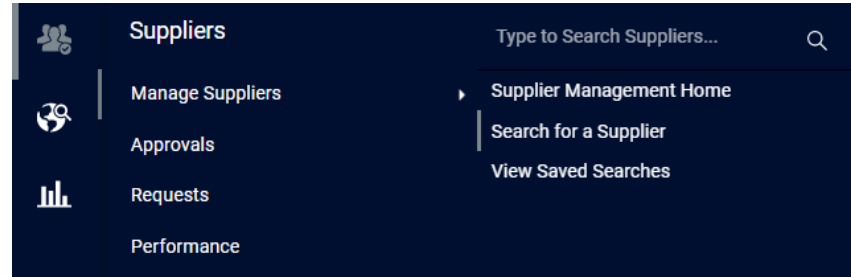 Suppliers
Manage Suppliers
Approvals
Requests
Performance
Type to Search Suppliers...
Supplier Management Home
Search for a Supplier
View Saved Searches